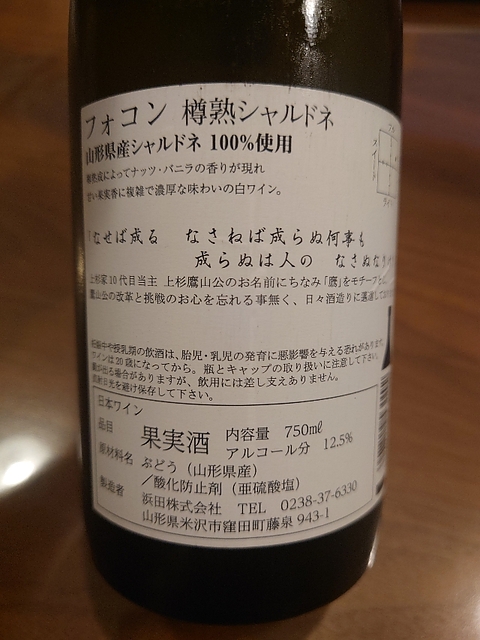 フォコン 樽熟シャルドネ
山形県産シャルドネ 100%使用
樽熟成によってナッツ・バニラの香りが現れ
甘い果実香に複雑で濃厚な味わいの白ワイン。
なせば成る なさねば成らぬ何事も
成らぬは人の なさぬなり
上杉家10代目当主 上杉鷹山公のお名前にちなみ「鷹」をモチーフとし、
鷹山公の改革と挑戦のお心を忘れる事無く、日々酒造りに邁進して
妊娠中や授乳期の飲酒は、胎児・乳児の発育に悪影響を与える恐れがあります。
ワインは20歳になってから。瓶とキャップの取り扱いに注意して下さい。
が出る場合がありますが、飲用には差し支えありません。
直射日光を避け保存して下さい。
日本ワイン
品目 果実酒 内容量 750mℓ
アルコール分 12.5%
原材料名 ぶどう(山形県産)
/酸化防止剤(亜硫酸塩)
製造者 浜田株式会社 TEL 0238-37-6330
山形県米沢市窪田町藤泉 943-1